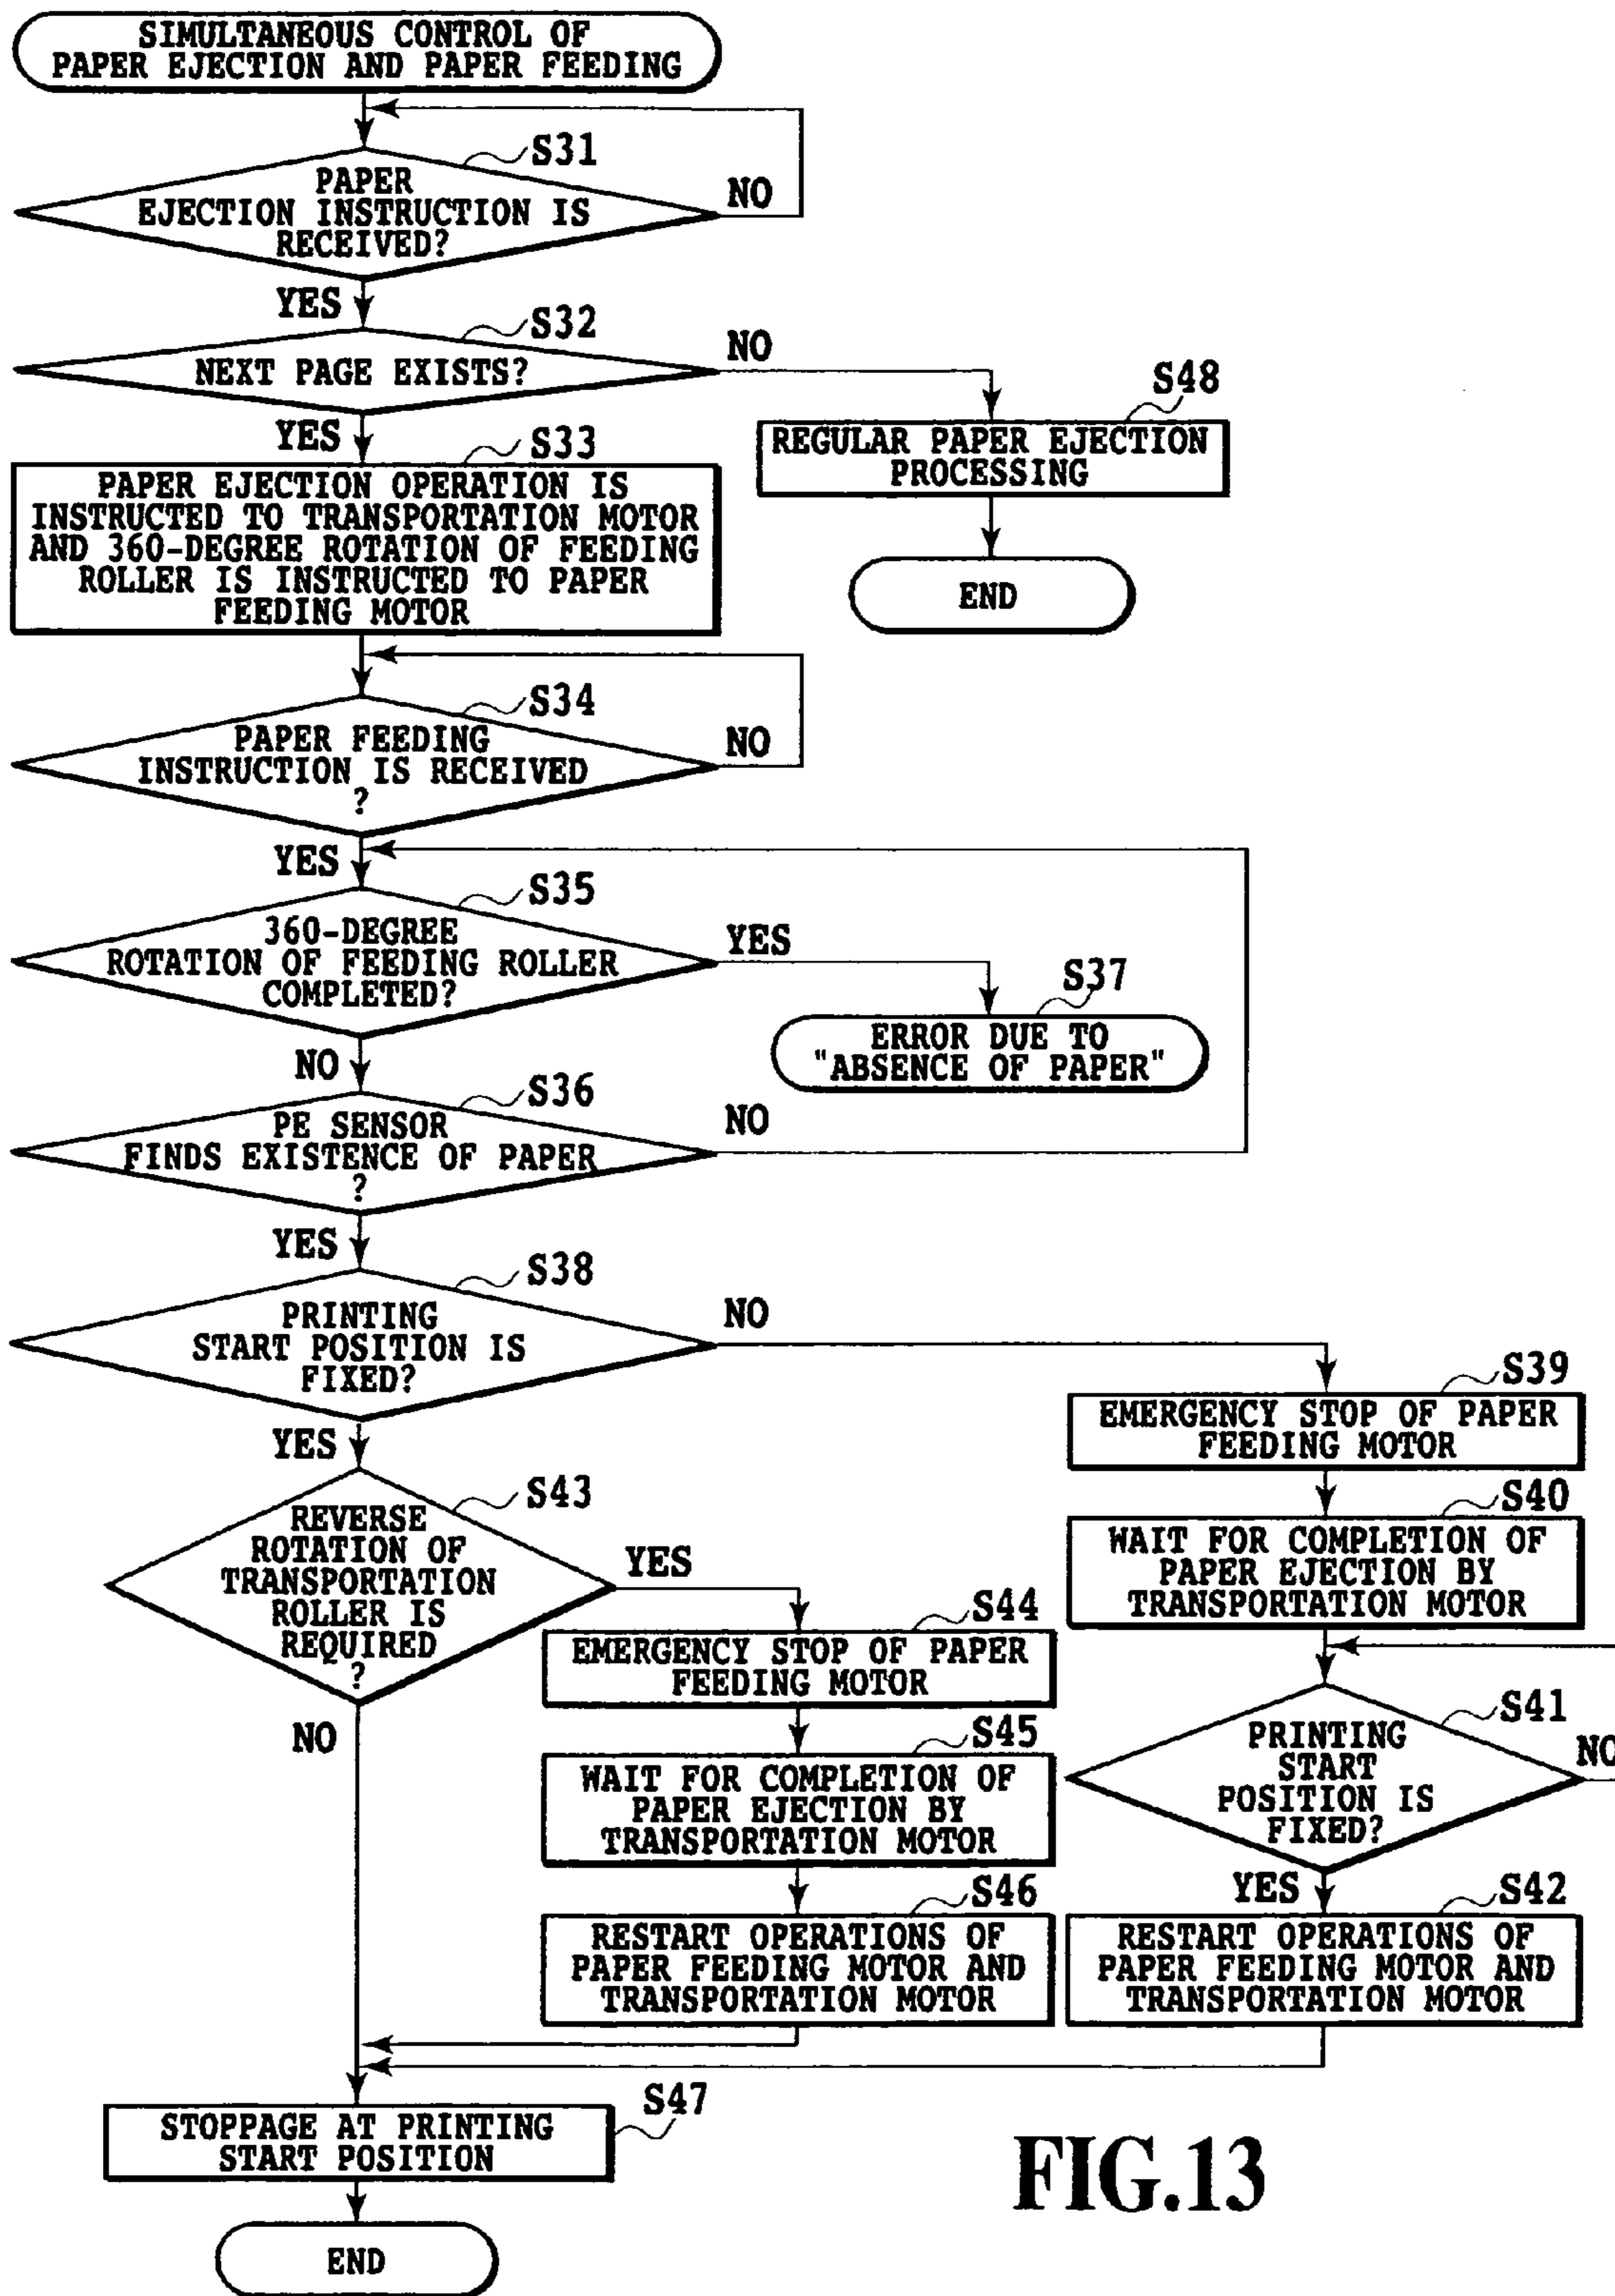 SIMULTANEOUS CONTROL OF
PAPER EJECTION AND PAPER FEEDING
S31
PAPER
EJECTION INSTRUCTION IS
RECEIVED?
NO
YES
S32
NEXT PAGE EXISTS?
NO
YES
S48
REGULAR PAPER EJECTION
PROCESSING
END
S33
PAPER EJECTION OPERATION IS
INSTRUCTED TO TRANSPORTATION MOTOR
AND 360-DEGREE ROTATION OF FEEDING
ROLLER IS INSTRUCTED TO PAPER
FEEDING MOTOR
S34
PAPER FEEDING
INSTRUCTION IS RECEIVED
?
NO
YES
S35
360-DEGREE
ROTATION OF FEEDING ROLLER
COMPLETED?
YES
S37
ERROR DUE TO
"ABSENCE OF PAPER"
NO
S36
PE SENSOR
FINDS EXISTENCE OF PAPER
?
NO
YES
S38
PRINTING
START POSITION IS
FIXED?
NO
YES
S39
EMERGENCY STOP OF PAPER
FEEDING MOTOR
S40
WAIT FOR COMPLETION OF
PAPER EJECTION BY
TRANSPORTATION MOTOR
S41
PRINTING
START
POSITION IS
FIXED?
NO
YES
S42
RESTART OPERATIONS OF
PAPER FEEDING MOTOR AND
TRANSPORTATION MOTOR
S43
REVERSE
ROTATION OF
TRANSPORTATION
ROLLER IS
REQUIRED
?
YES
NO
S44
EMERGENCY STOP OF PAPER
FEEDING MOTOR
S45
WAIT FOR COMPLETION OF
PAPER EJECTION BY
TRANSPORTATION MOTOR
S46
RESTART OPERATIONS OF
PAPER FEEDING MOTOR AND
TRANSPORTATION MOTOR
S47
STOPPAGE AT PRINTING
START POSITION
END
FIG.13